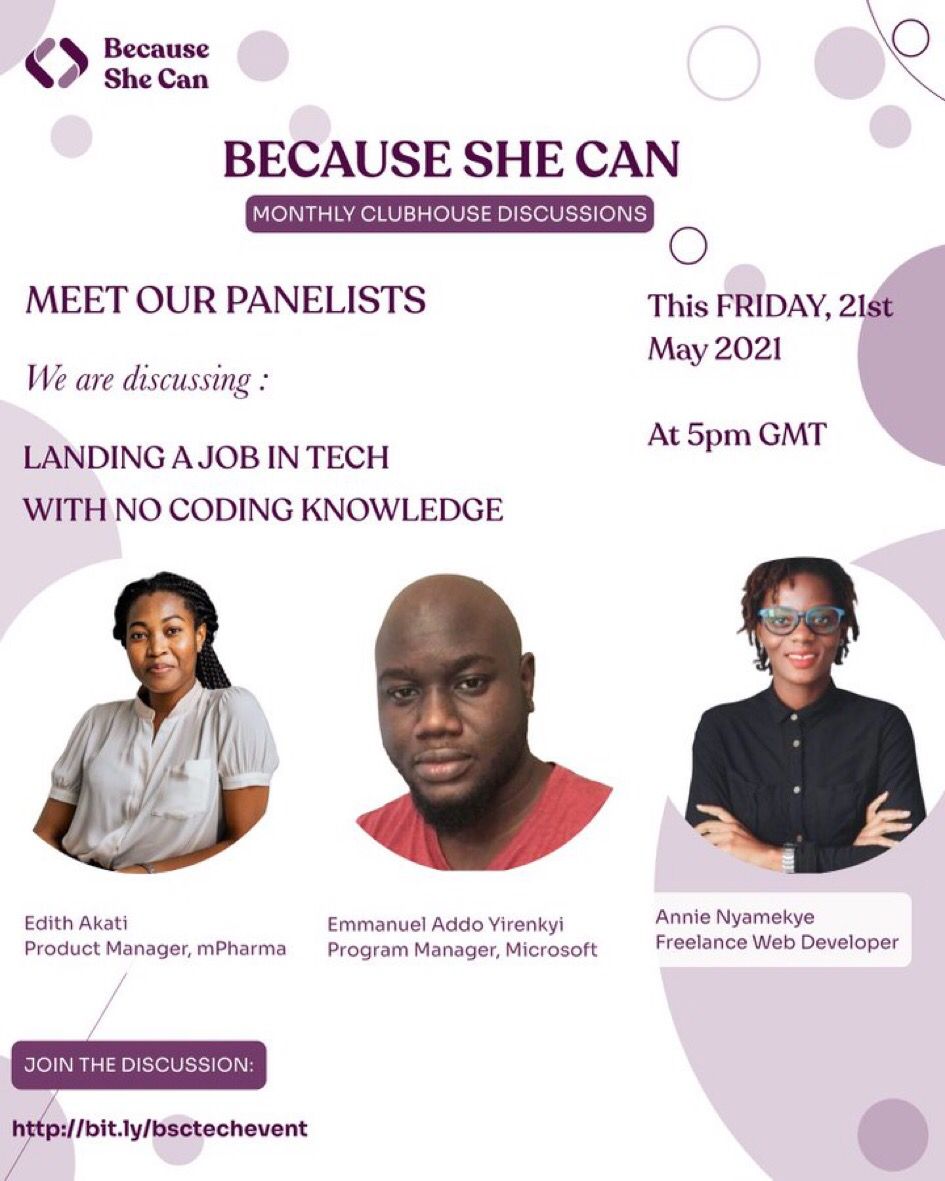 Because
She Can
BECAUSE SHE CAN
MONTHLY CLUBHOUSE DISCUSSIONS
MEET OUR PANELISTS
We are discussing :
LANDING A JOB IN TECH
WITH NO CODING KNOWLEDGE
This FRIDAY, 21st
May 2021
At 5pm GMT
Edith Akati
Product Manager, mPharma
Emmanuel Addo Yirenkyi
Program Manager, Microsoft
Annie Nyamekye
Freelance Web Developer
JOIN THE DISCUSSION:
http://bit.ly/bsctechevent